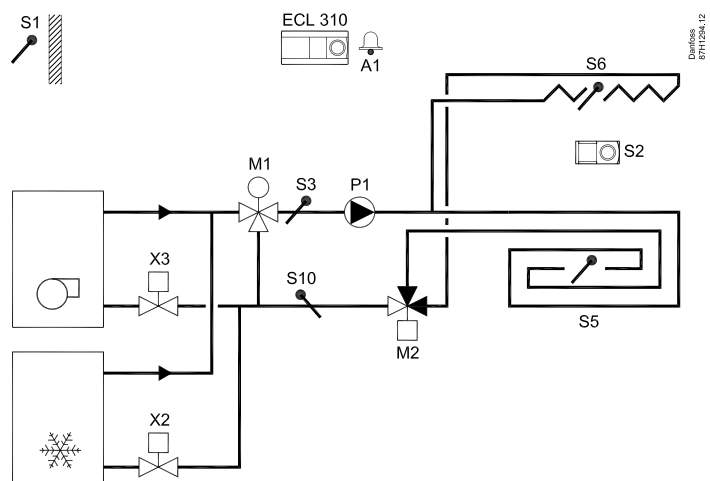 S1
ECL 310
A1
Danfoss
87H1294.12
S6
S2
M1
S3
P1
X3
S10
S5
M2
X2